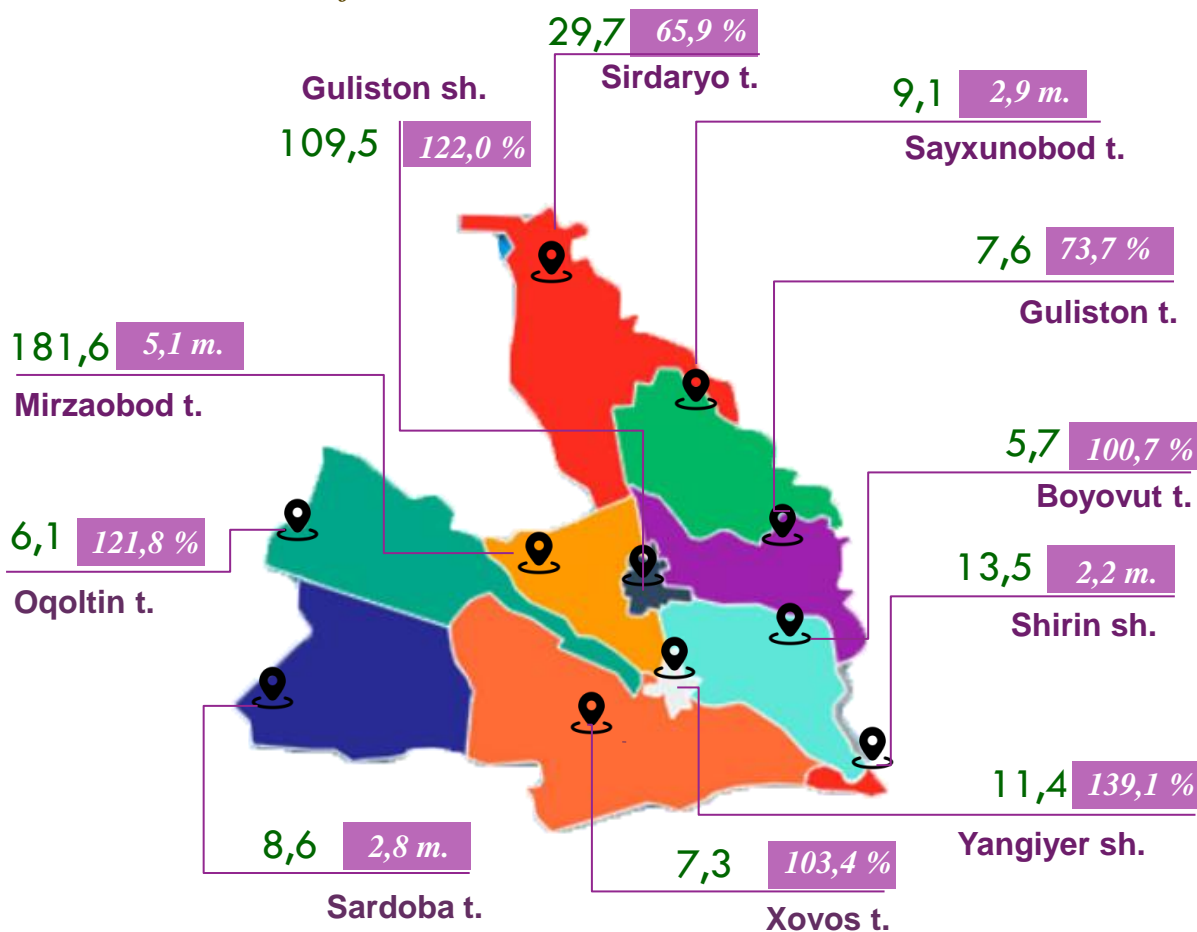 29,7 65,9 %
Sirdaryo t.
Guliston sh.
109,5 122,0 %
9,1 2,9 m.
Sayxunobod t.
7,6 73,7 %
Guliston t.
181,6 5,1 m.
Mirzaobod t.
5,7 100,7 %
Boyovut t.
6,1 121,8 %
Oqoltin t.
13,5 2,2 m.
Shirin sh.
11,4 139,1 %
Yangiyer sh.
8,6 2,8 m.
Sardoba t.
7,3 103,4 %
Xovos t.